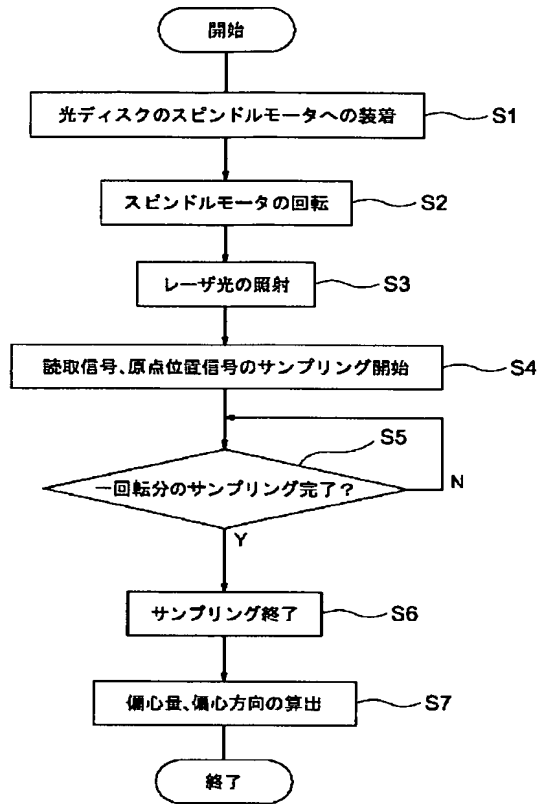 開始
光ディスクのスピンドルモータへの装着
S1
スピンドルモータの回転
S2
レーザ光の照射
S3
読取信号、原点位置信号のサンプリング開始
S4
S5
一回転分のサンプリング完了?
N
Y
サンプリング終了
S6
偏心量、偏心方向の算出
S7
終了